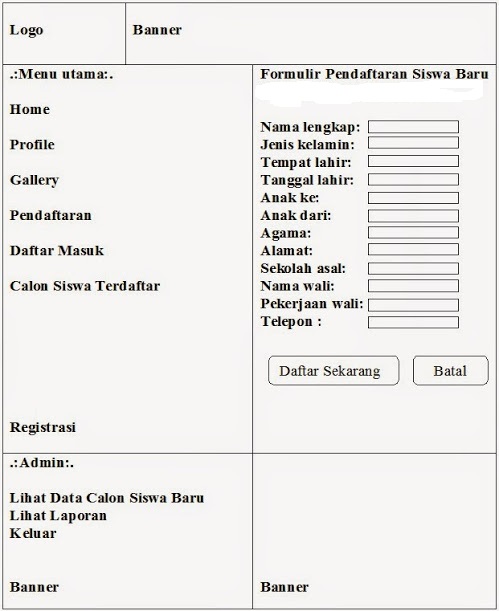 Logo
Banner
.:Menu utama:.
Home
Profile
Gallery
Pendaftaran
Daftar Masuk
Calon Siswa Terdaftar
Registrasi
Formulir Pendaftaran Siswa Baru
Nama lengkap:
Jenis kelamin:
Tempat lahir:
Tanggal lahir:
Anak ke:
Anak dari:
Agama:
Alamat:
Sekolah asal:
Nama wali:
Pekerjaan wali:
Telepon :
Daftar Sekarang
Batal
.:Admin:.
Lihat Data Calon Siswa Baru
Lihat Laporan
Keluar
Banner
Banner